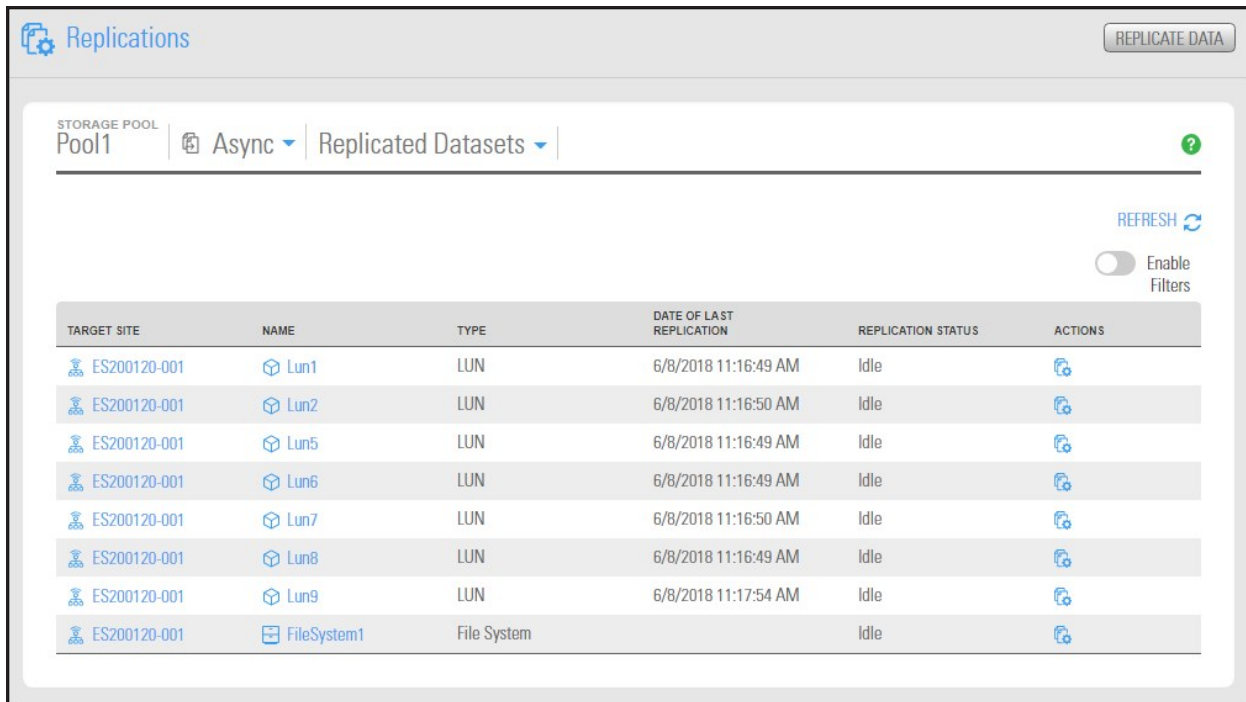 Replications
REPLICATE DATA
STORAGE POOL
Pool1
Async
Replicated Datasets
?
REFRESH
Enable
Filters
TARGET SITE NAME TYPE DATE OF LAST REPLICATION REPLICATION STATUS ACTIONS
ES200120-001 Lun1 LUN 6/8/2018 11:16:49 AM Idle
ES200120-001 Lun2 LUN 6/8/2018 11:16:50 AM Idle
ES200120-001 Lun5 LUN 6/8/2018 11:16:49 AM Idle
ES200120-001 Lun6 LUN 6/8/2018 11:16:49 AM Idle
ES200120-001 Lun7 LUN 6/8/2018 11:16:50 AM Idle
ES200120-001 Lun8 LUN 6/8/2018 11:16:49 AM Idle
ES200120-001 Lun9 LUN 6/8/2018 11:17:54 AM Idle
ES200120-001 FileSystem1 File System Idle